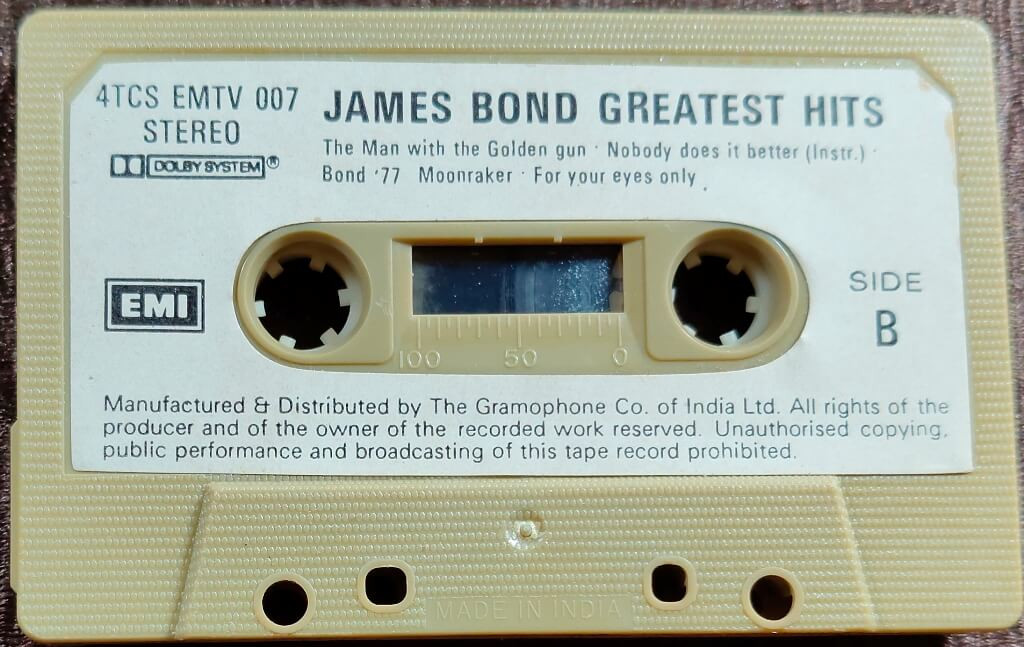 4TCS EMTV 007
STEREO
DOLBY SYSTEM®
JAMES BOND GREATEST HITS
The Man with the Golden gun · Nobody does it better (Instr.) ·
Bond '77 Moonraker · For your eyes only .
EMI
100 50 0
SIDE
B
Manufactured & Distributed by The Gramophone Co. of India Ltd. All rights of the
producer and of the owner of the recorded work reserved. Unauthorised copying,
public performance and broadcasting of this tape record prohibited.
MADE IN INDIA